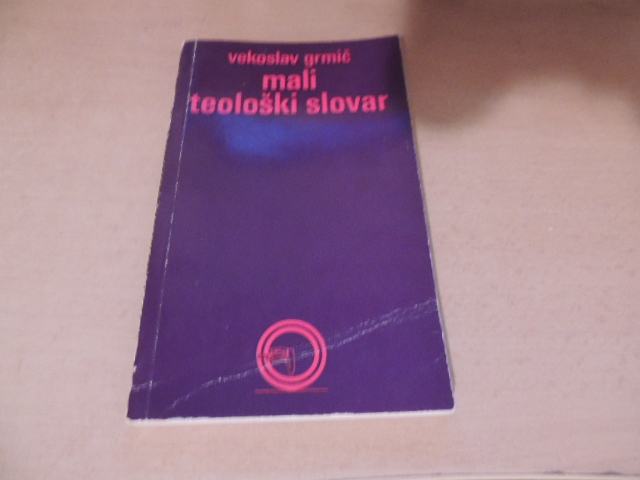 vekoslav grmič
mali
teološki slovar